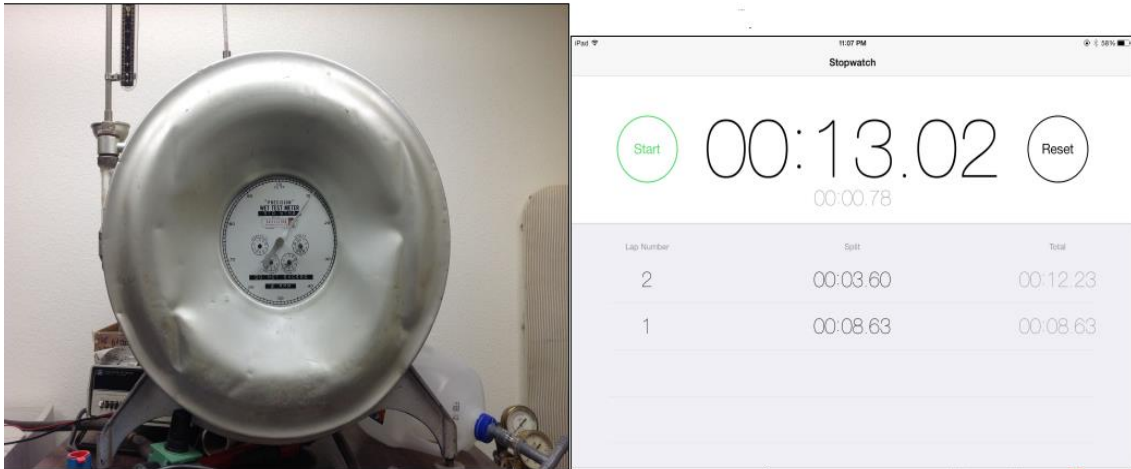 "PRECISION"
WET TEST METER
iPad
11:07 PM
58%
Stopwatch
Start
00:13.02
Reset
00:00.78
Lap Number
Split
Total
2
00:03.60
00:12.23
1
00:08.63
00:08.63